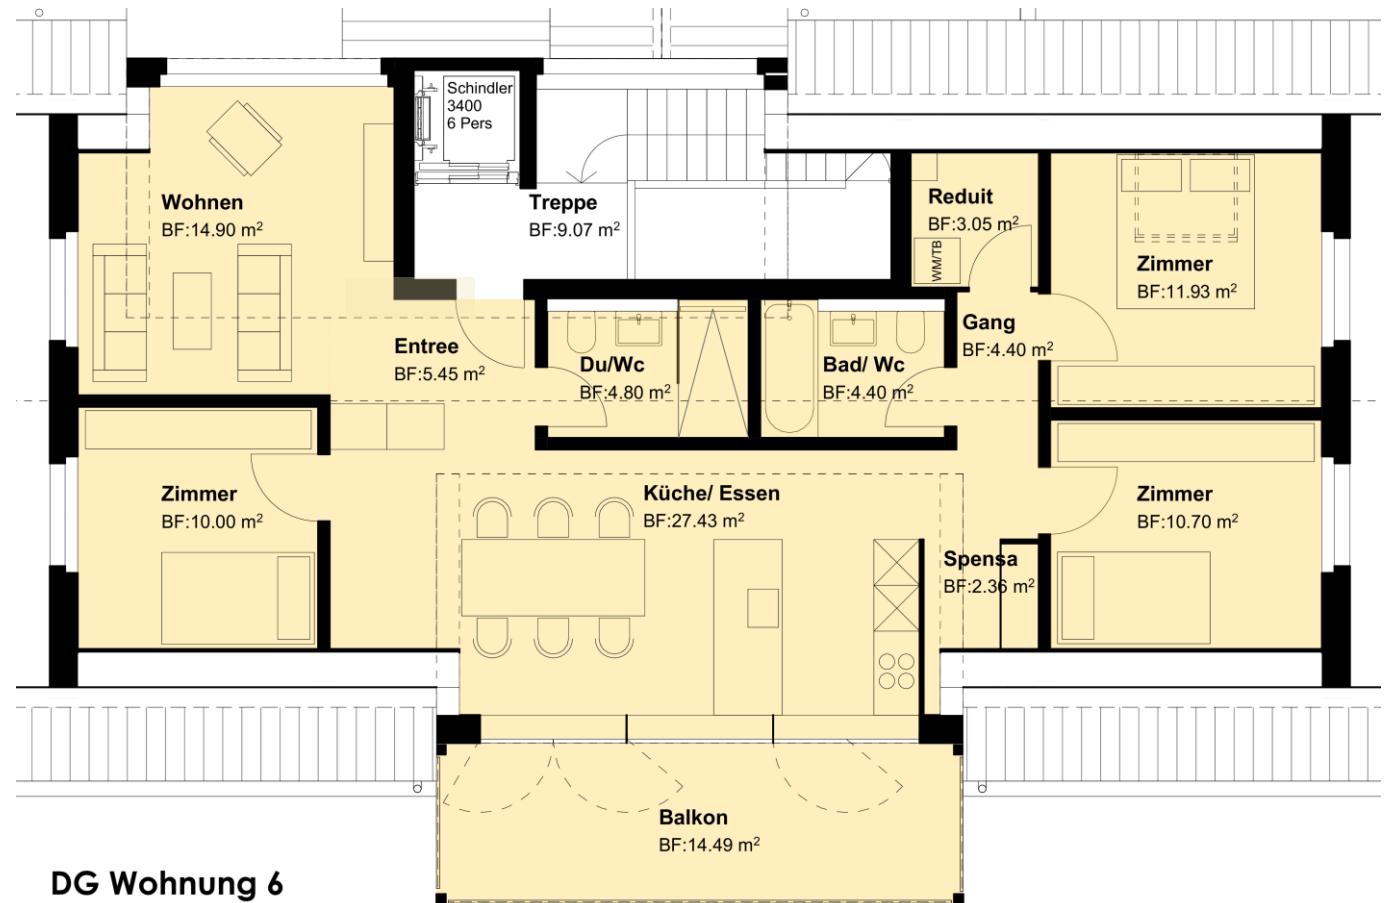 Schindler
3400
6 Pers
Wohnen
BF:14.90 m²
Treppe
BF:9.07 m²
Reduit
BF:3.05 m²
WM/TB
Zimmer
BF:11.93 m²
Gang
BF:4.40 m²
Entree
BF:5.45 m²
Du/Wc
BF:4.80 m²
Bad/ Wc
BF:4.40 m²
Zimmer
BF:10.00 m²
Küche/ Essen
BF:27.43 m²
Zimmer
BF:10.70 m²
Spensa
BF:2.36 m²
Balkon
BF:14.49 m²
DG Wohnung 6